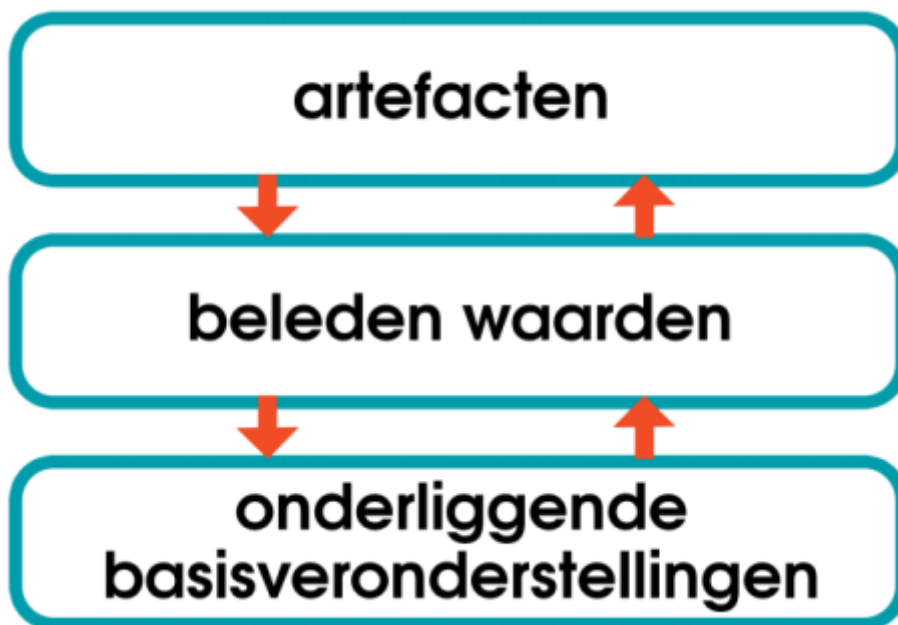 artefacten
beleden waarden
onderliggende
basisveronderstellingen